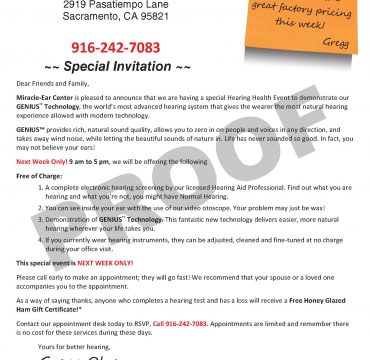 2919 Pasatiempo Lane
Sacramento, CA 95821
great factory pricing
this week!
Gregg
916-242-7083
~~ Special Invitation ~~
Dear Friends and Family,
Miracle-Ear Center is pleased to announce that we are having a special Hearing Health Event to demonstrate our
GENIUS™ Technology, the world's most advanced hearing system that gives the wearer the most natural hearing
experience allowed with modern technology.
GENIUS™ provides rich, natural sound quality, allows you to zero in on people and voices in any direction, and
takes away wind noise, while letting the beautiful sounds of nature in. Life has never sounded so good. In fact, you
may not believe your ears!
Next Week Only! 9 am to 5 pm, we will be offering the following
Free of Charge:
1. A complete electronic hearing screening by our licensed Hearing Aid Professional. Find out what you are
hearing and what you're not, you might have Normal Hearing.
2. You can see inside your ear with the use of our video otoscope. Your problem may just be wax!
3. Demonstration of GENIUS™ Technology. This fantastic new technology delivers easier, more natural
hearing wherever your life takes you.
4. If you currently wear hearing instruments, they can be adjusted, cleaned and fine-tuned at no charge
during your office visit.
This special event is NEXT WEEK ONLY!
Please call early to make an appointment; they will go fast! We recommend that your spouse or a loved one
accompanies you to the appointment.
As a way of saying thanks, anyone who completes a hearing test and has a loss will receive a Free Honey Glazed
Ham Gift Certificate!*
Contact our appointment desk today to RSVP. Call 916-242-7083. Appointments are limited and remember there
is no cost for these services during these days.
Yours for better hearing,
PROOF